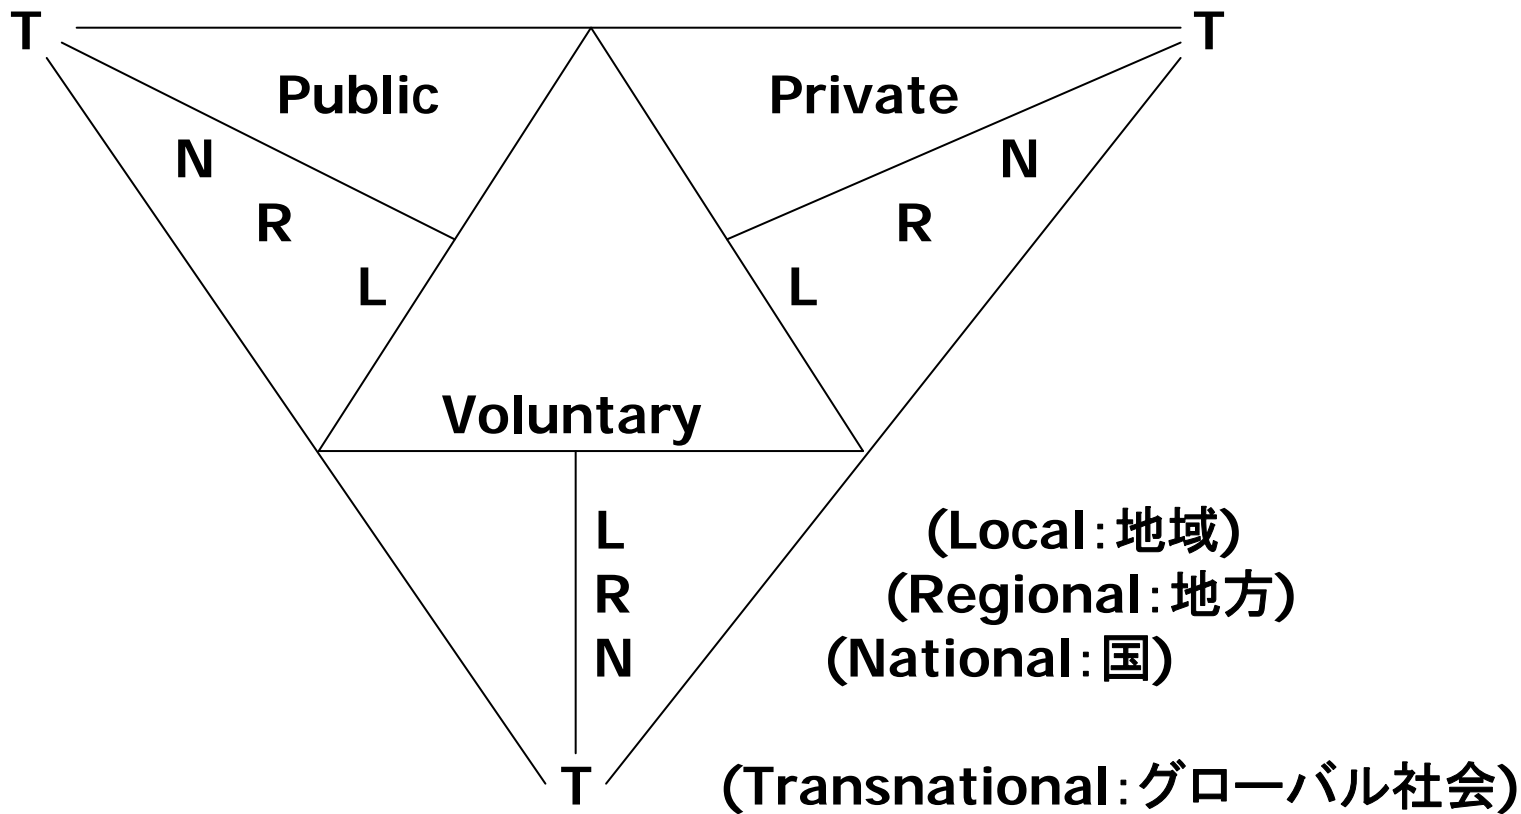 T T
Public Private
N N
R R
L L
Voluntary
L (Local:地域)
R (Regional:地方)
N (National:国)
T (Transnational:グローバル社会)